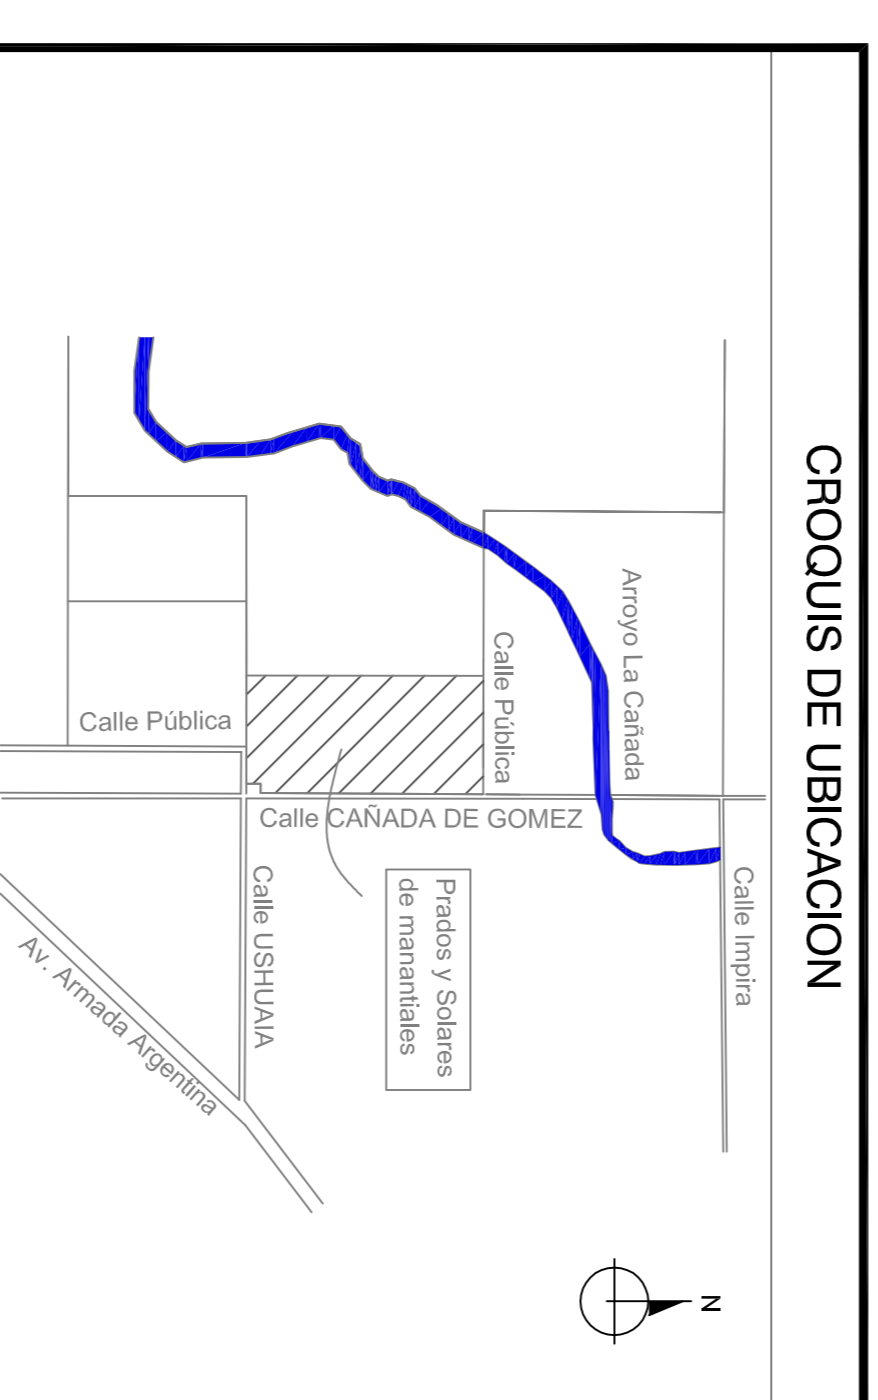 CROQUIS DE UBICACION
Calle Impira
Arroyo La Cañada
Calle Pública
Calle CAÑADA DE GOMEZ
Prados y Solares
de manantiales
Calle Pública
Calle USHUAIA
Av. Armada Argentina
N